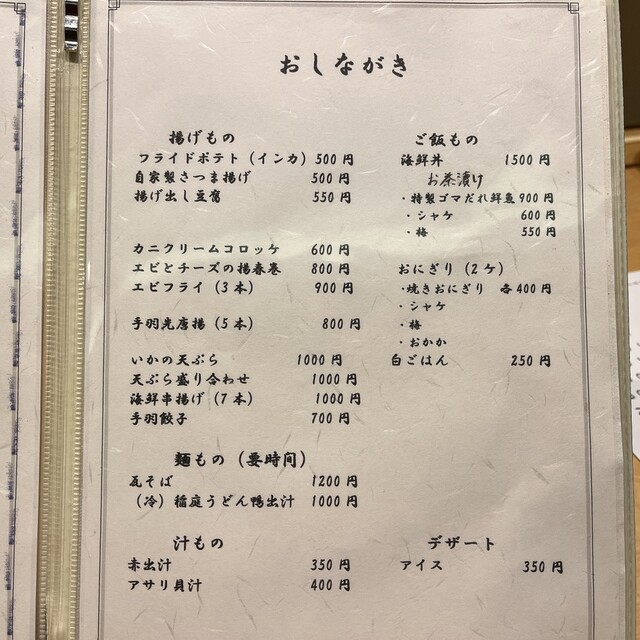 おしながき
揚げもの
フライドポテト（インカ）500円
自家製さつま揚げ 500円
揚げ出し豆腐 550円
カニクリームコロッケ 600円
エビとチーズの揚春巻 800円
エビフライ（3本） 900円
手羽先唐揚（5本） 800円
いかの天ぷら 1000円
天ぷら盛り合わせ 1000円
海鮮串揚げ（7本） 1000円
手羽餃子 700円
麺もの（要時間）
瓦そば 1200円
（冷）稲庭うどん鴨出汁 1000円
汁もの
赤出汁 350円
アサリ貝汁 400円
ご飯もの
海鮮丼 1500円
お茶漬け
・特製ゴマだれ鮮魚900円
・シャケ 600円
・梅 550円
おにぎり（2ケ）
・焼きおにぎり 各400円
・シャケ
・梅
・おかか
白ごはん 250円
デザート
アイス 350円